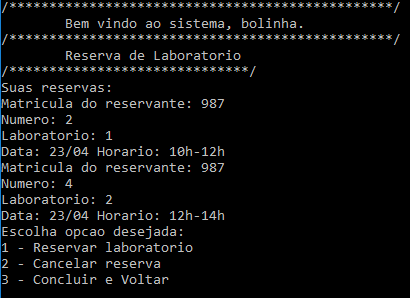 /***********************************************/
Bem vindo ao sistema, bolinha.
/***********************************************/
Reserva de Laboratorio
/******************************/
Suas reservas:
Matricula do reservante: 987
Numero: 2
Laboratorio: 1
Data: 23/04 Horario: 10h-12h
Matricula do reservante: 987
Numero: 4
Laboratorio: 2
Data: 23/04 Horario: 12h-14h
Escolha opcao desejada:
1 - Reservar laboratorio
2 - Cancelar reserva
3 - Concluir e Voltar